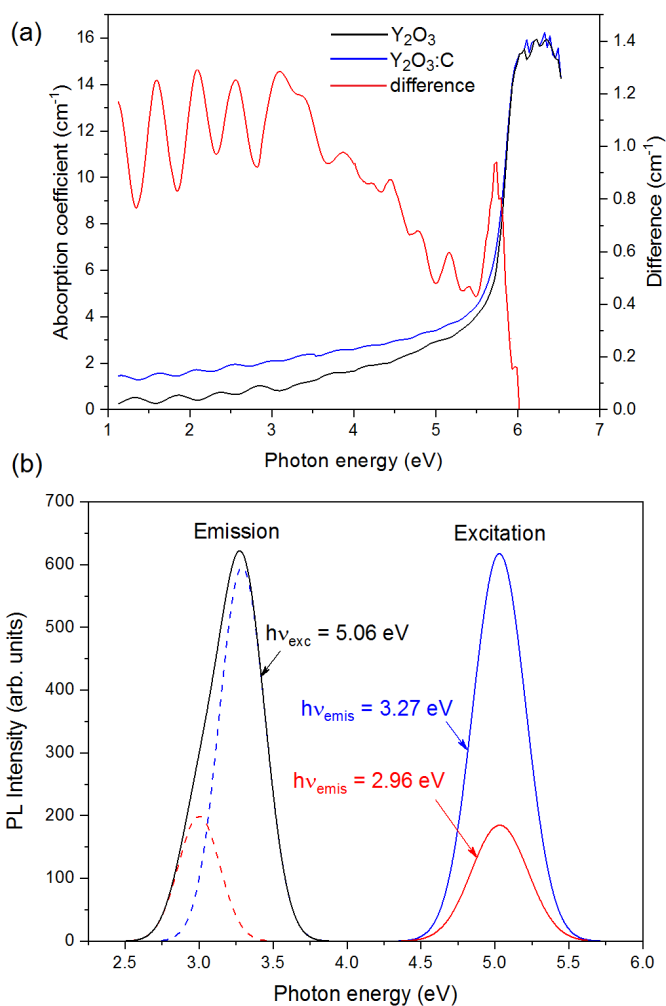 (a)
Y₂O₃
Y₂O₃:C
difference
16
14
12
10
8
6
4
2
0
Abcorption coefficient (cm⁻¹)
1.4
1.2
1.0
0.8
0.6
0.4
0.2
0.0
Difference (cm⁻¹)
1 2 3 4 5 6 7
Photon energy (eV)
(b)
700
600
500
400
300
200
100
0
PL Intensity (arb. units)
Emission Excitation
hν_exc = 5.06 eV
hν_emis = 3.27 eV
hν_emis = 2.96 eV
2.5 3.0 3.5 4.0 4.5 5.0 5.5 6.0
Photon energy (eV)